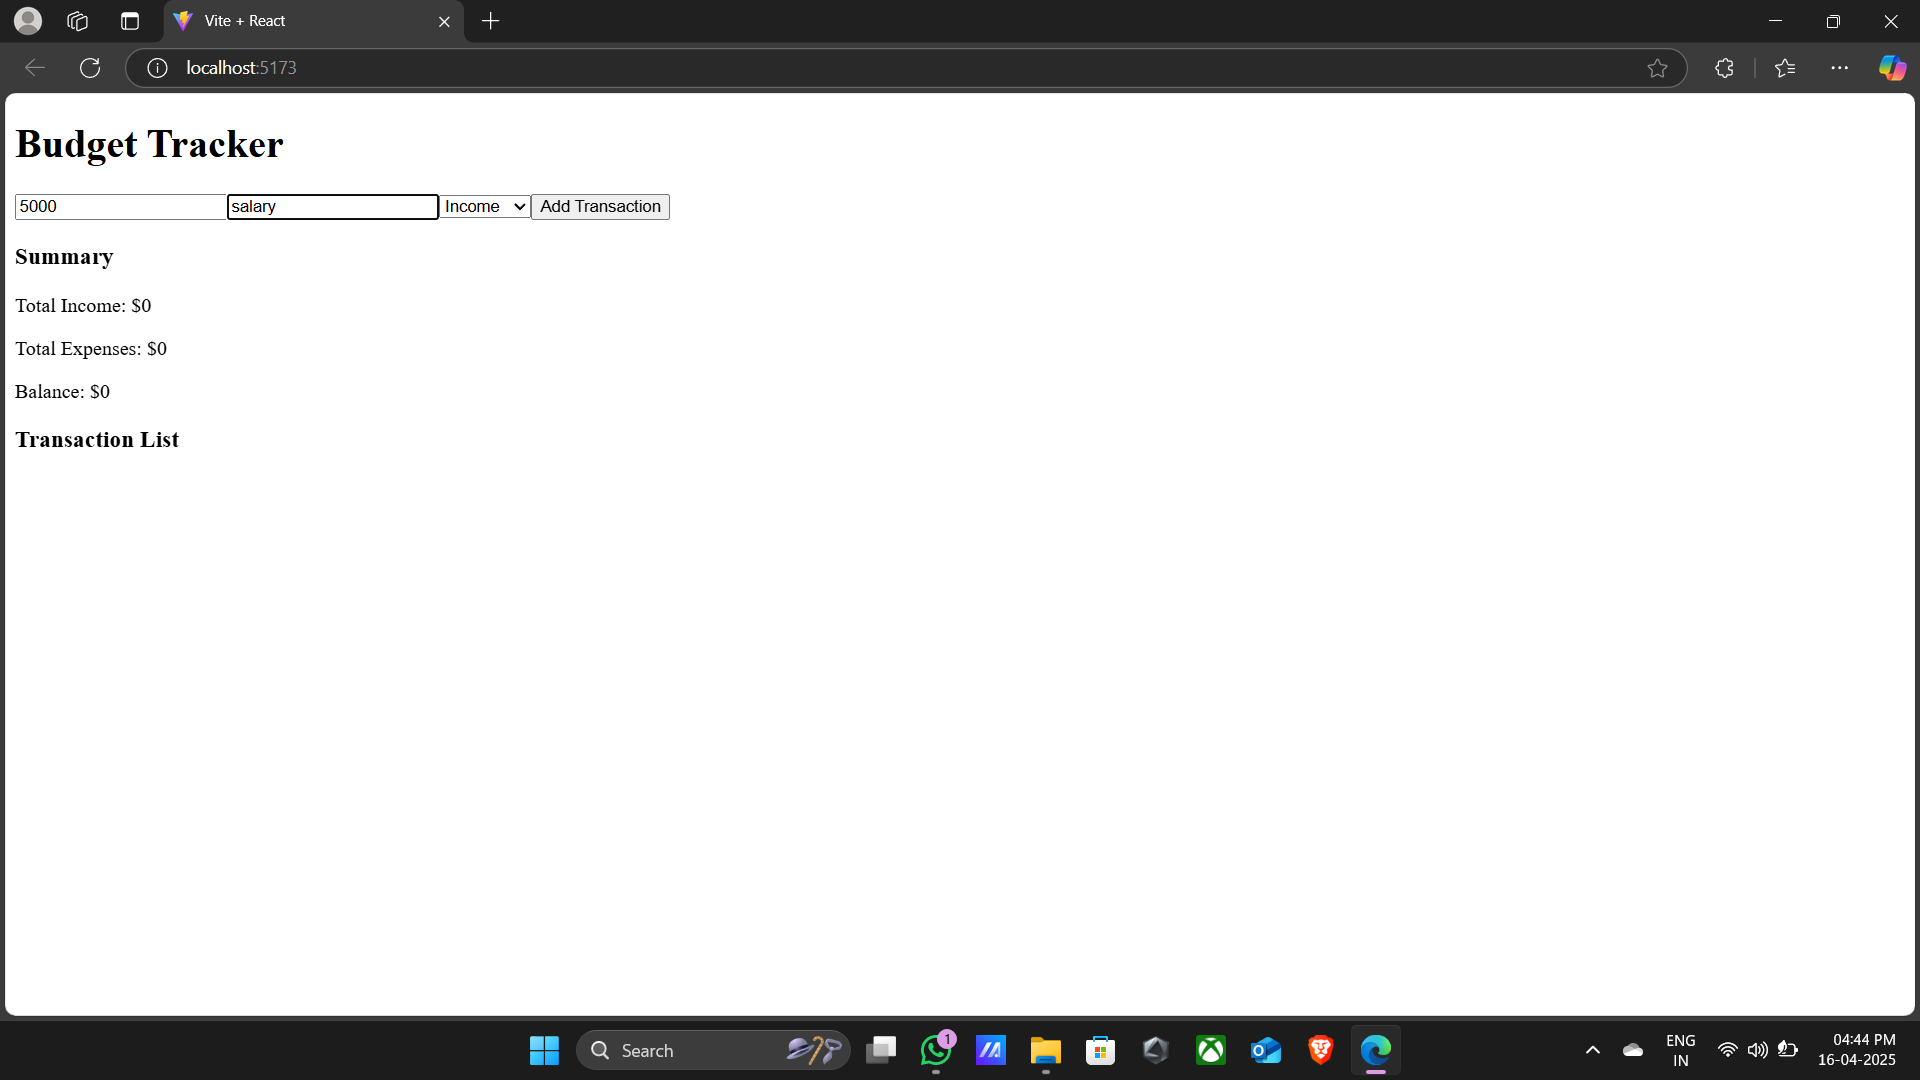 Vite + React
localhost:5173
Budget Tracker
5000 salary Income Add Transaction
Summary
Total Income: $0
Total Expenses: $0
Balance: $0
Transaction List
Search
1
ENG
IN
04:44 PM
16-04-2025